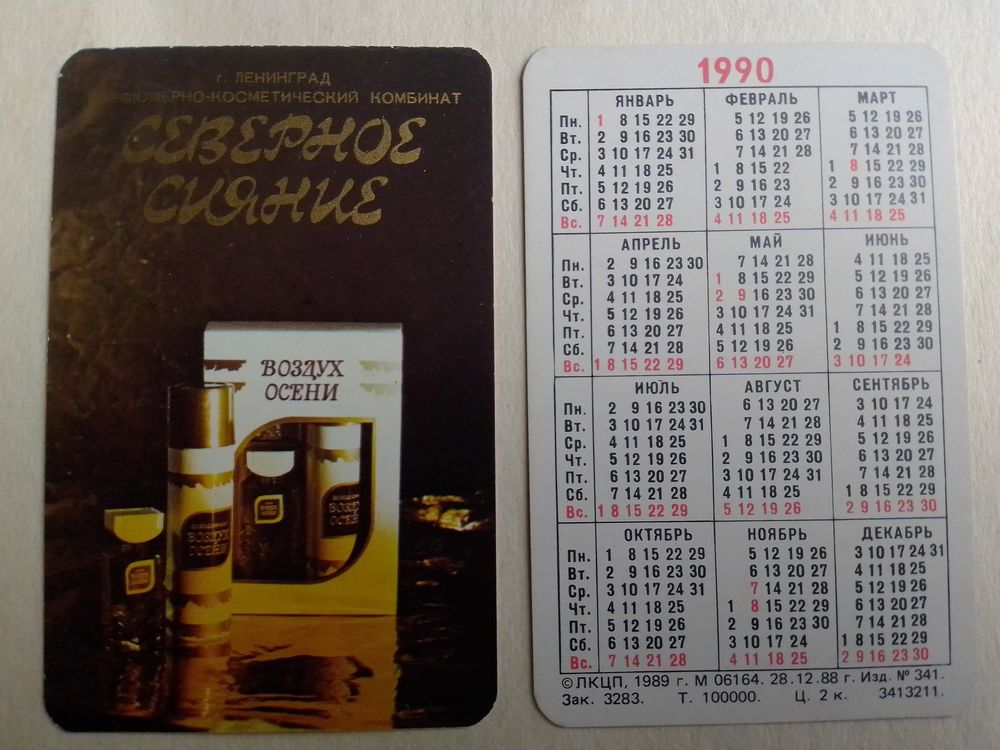 г. ЛЕНИНГРАД
ПАРФЮМЕРНО-КОСМЕТИЧЕСКИЙ КОМБИНАТ
СЕВЕРНОЕ
СИЯНИЕ
ВОЗДУХ
ОСЕНИ
ВОЗДУХ
ОСЕНИ
ВОЗДУХ
ОСЕНИ
1990
ЯНВАРЬ ФЕВРАЛЬ МАРТ
Пн. 1 8 15 22 29 5 12 19 26 5 12 19 26
Вт. 2 9 16 23 30 6 13 20 27 6 13 20 27
Ср. 3 10 17 24 31 7 14 21 28 7 14 21 28
Чт. 4 11 18 25 1 8 15 22 1 8 15 22 29
Пт. 5 12 19 26 2 9 16 23 2 9 16 23 30
Сб. 6 13 20 27 3 10 17 24 3 10 17 24 31
Вс. 7 14 21 28 4 11 18 25 4 11 18 25
АПРЕЛЬ МАЙ ИЮНЬ
Пн. 2 9 16 23 30 7 14 21 28 4 11 18 25
Вт. 3 10 17 24 1 8 15 22 29 5 12 19 26
Ср. 4 11 18 25 2 9 16 23 30 6 13 20 27
Чт. 5 12 19 26 3 10 17 24 31 7 14 21 28
Пт. 6 13 20 27 4 11 18 25 1 8 15 22 29
Сб. 7 14 21 28 5 12 19 26 2 9 16 23 30
Вс. 1 8 15 22 29 6 13 20 27 3 10 17 24
ИЮЛЬ АВГУСТ СЕНТЯБРЬ
Пн. 2 9 16 23 30 6 13 20 27 3 10 17 24
Вт. 3 10 17 24 31 7 14 21 28 4 11 18 25
Ср. 4 11 18 25 1 8 15 22 29 5 12 19 26
Чт. 5 12 19 26 2 9 16 23 30 6 13 20 27
Пт. 6 13 20 27 3 10 17 24 31 7 14 21 28
Сб. 7 14 21 28 4 11 18 25 1 8 15 22 29
Вс. 1 8 15 22 29 5 12 19 26 2 9 16 23 30
ОКТЯБРЬ НОЯБРЬ ДЕКАБРЬ
Пн. 1 8 15 22 29 5 12 19 26 3 10 17 24 31
Вт. 2 9 16 23 30 6 13 20 27 4 11 18 25
Ср. 3 10 17 24 31 7 14 21 28 5 12 19 26
Чт. 4 11 18 25 1 8 15 22 29 6 13 20 27
Пт. 5 12 19 26 2 9 16 23 30 7 14 21 28
Сб. 6 13 20 27 3 10 17 24 1 8 15 22 29
Вс. 7 14 21 28 4 11 18 25 2 9 16 23 30
© ЛКЦП, 1989 г. М 06164. 28.12.88 г. Изд. № 341.
Зак. 3283. Т. 100000. Ц. 2 к. 3413211.